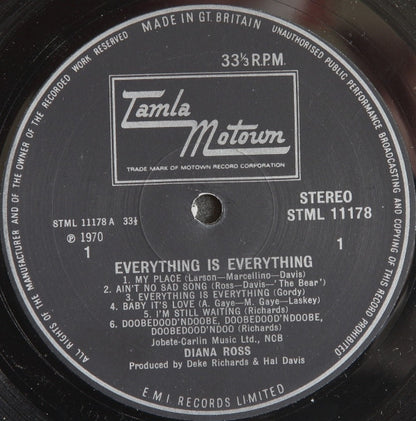 MADE IN GT. BRITAIN
UNAUTHORISED PUBLIC PERFORMANCE BROADCASTING AND COPYING OF THIS RECORD PROHIBITED
ALL RIGHTS OF THE MANUFACTURER AND OF THE OWNER OF THE RECORDED WORK RESERVED
33⅓ R.P.M.
Tamla
Motown
TRADE MARK OF MOTOWN RECORD CORPORATION
STML 11178 A 33⅓
STEREO
STML 11178
℗ 1970
1
1
EVERYTHING IS EVERYTHING
1. MY PLACE (Larson–Marcellino–Davis)
2. AIN'T NO SAD SONG (Ross–Davis–'The Bear')
3. EVERYTHING IS EVERYTHING (Gordy)
4. BABY IT'S LOVE (A. Gaye–M. Gaye–Laskey)
5. I'M STILL WAITING (Richards)
6. DOOBEDOOD'NDOOBE, DOOBEDOOD'NDOOBE,
DOOBEDOOD'NDOO (Richards)
Jobete-Carlin Music Ltd., NCB
DIANA ROSS
Produced by Deke Richards & Hal Davis
E.M.I. RECORDS LIMITED